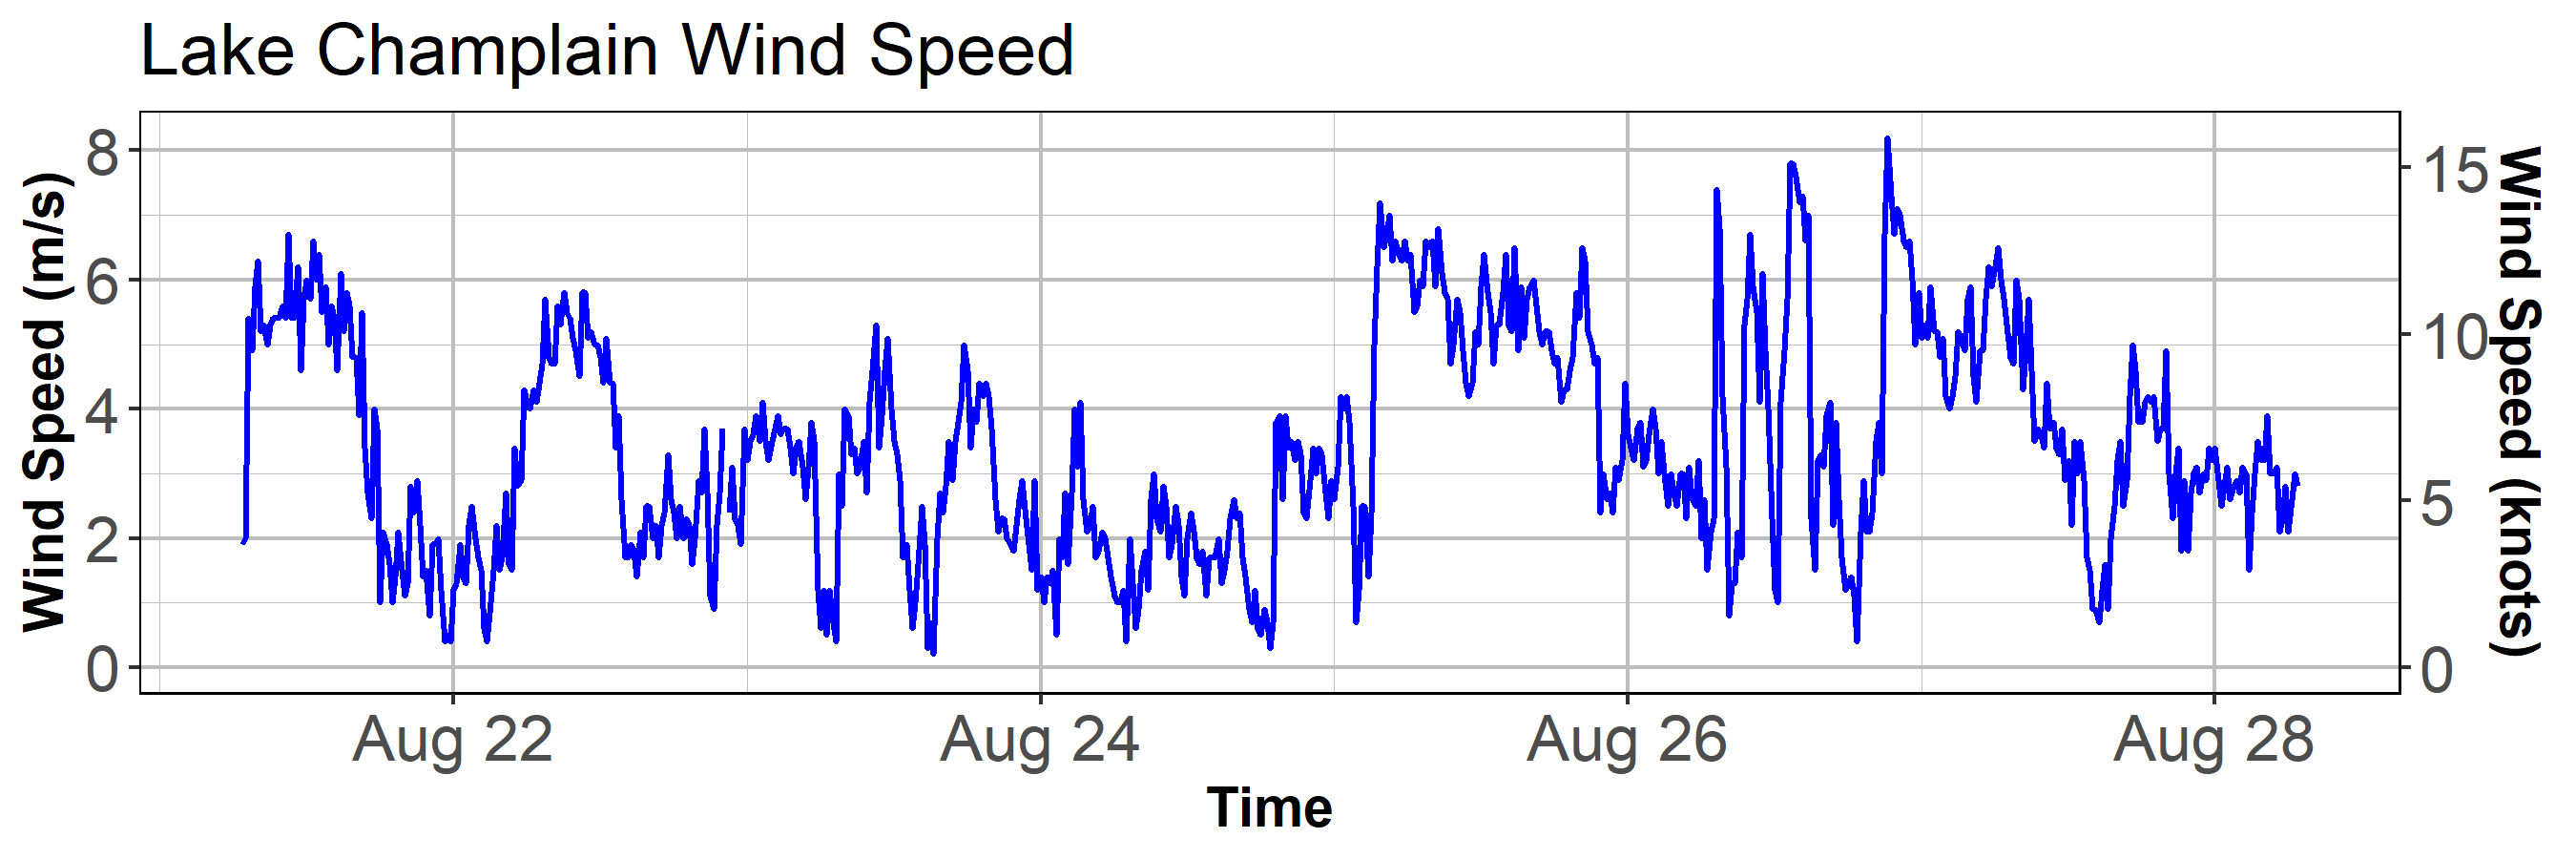 Lake Champlain Wind Speed
Wind Speed (m/s)
8
6
4
2
0
15
10
5
0
Wind Speed (knots)
Aug 22
Aug 24
Aug 26
Aug 28
Time